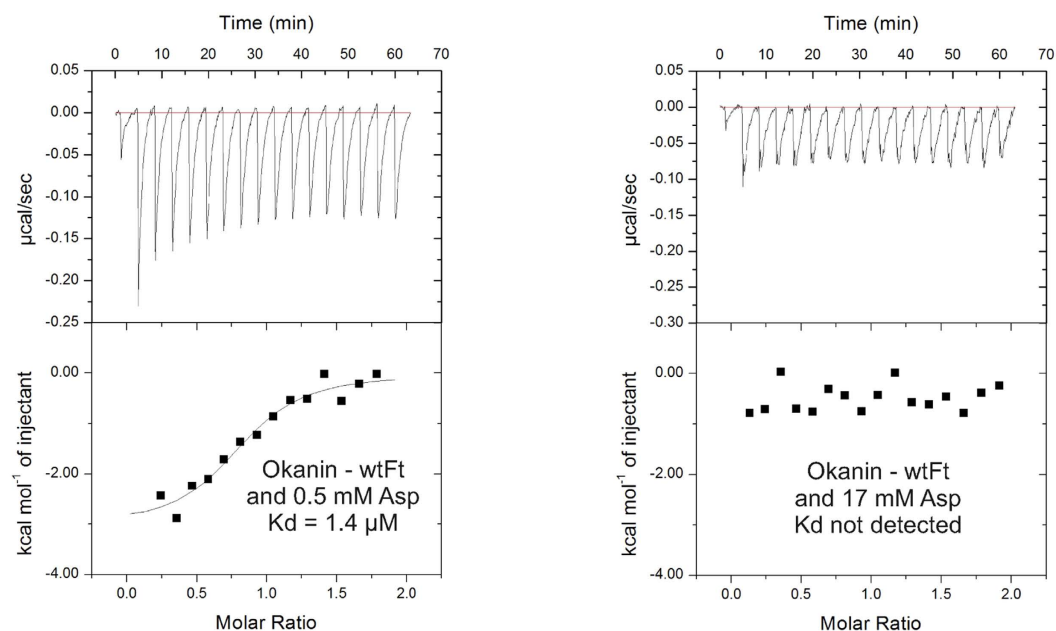 Time (min)
0 10 20 30 40 50 60 70
0.05
0.00
-0.05
-0.10
-0.15
-0.20
-0.25
µcal/sec
0.00
-2.00
-4.00
kcal mol⁻¹ of injectant
Okanin - wtFt
and 0.5 mM Asp
Kd = 1.4 µM
0.0 0.5 1.0 1.5 2.0
Molar Ratio
Time (min)
0 10 20 30 40 50 60 70
0.05
0.00
-0.05
-0.10
-0.15
-0.20
-0.25
-0.30
µcal/sec
0.00
-2.00
-4.00
kcal mol⁻¹ of injectant
Okanin - wtFt
and 17 mM Asp
Kd not detected
0.0 0.5 1.0 1.5 2.0
Molar Ratio